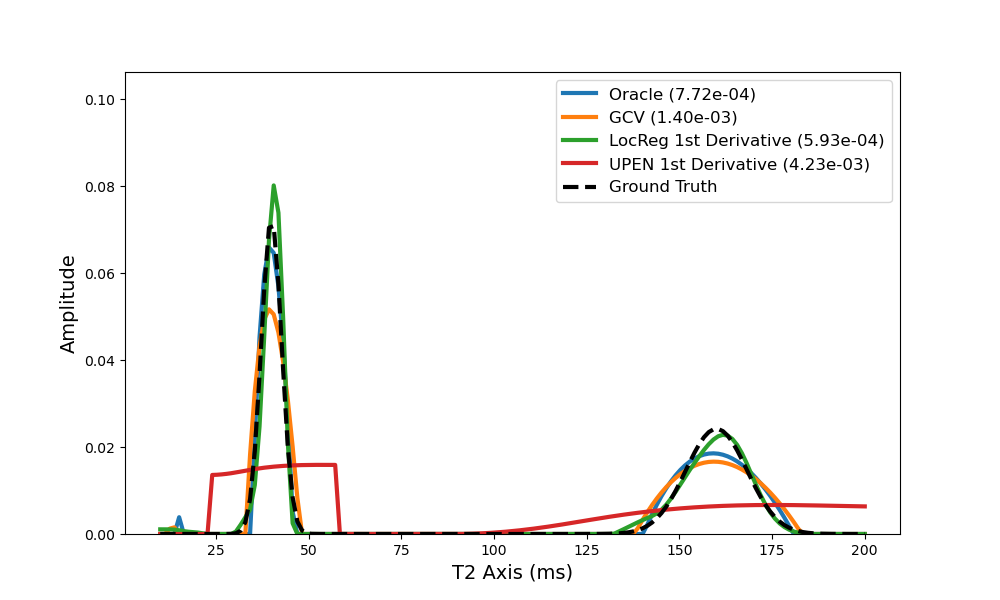 0.10
0.08
0.06
0.04
0.02
0.00
Amplitude
25
50
75
100
125
150
175
200
T2 Axis (ms)
Oracle (7.72e-04)
GCV (1.40e-03)
LocReg 1st Derivative (5.93e-04)
UPEN 1st Derivative (4.23e-03)
Ground Truth